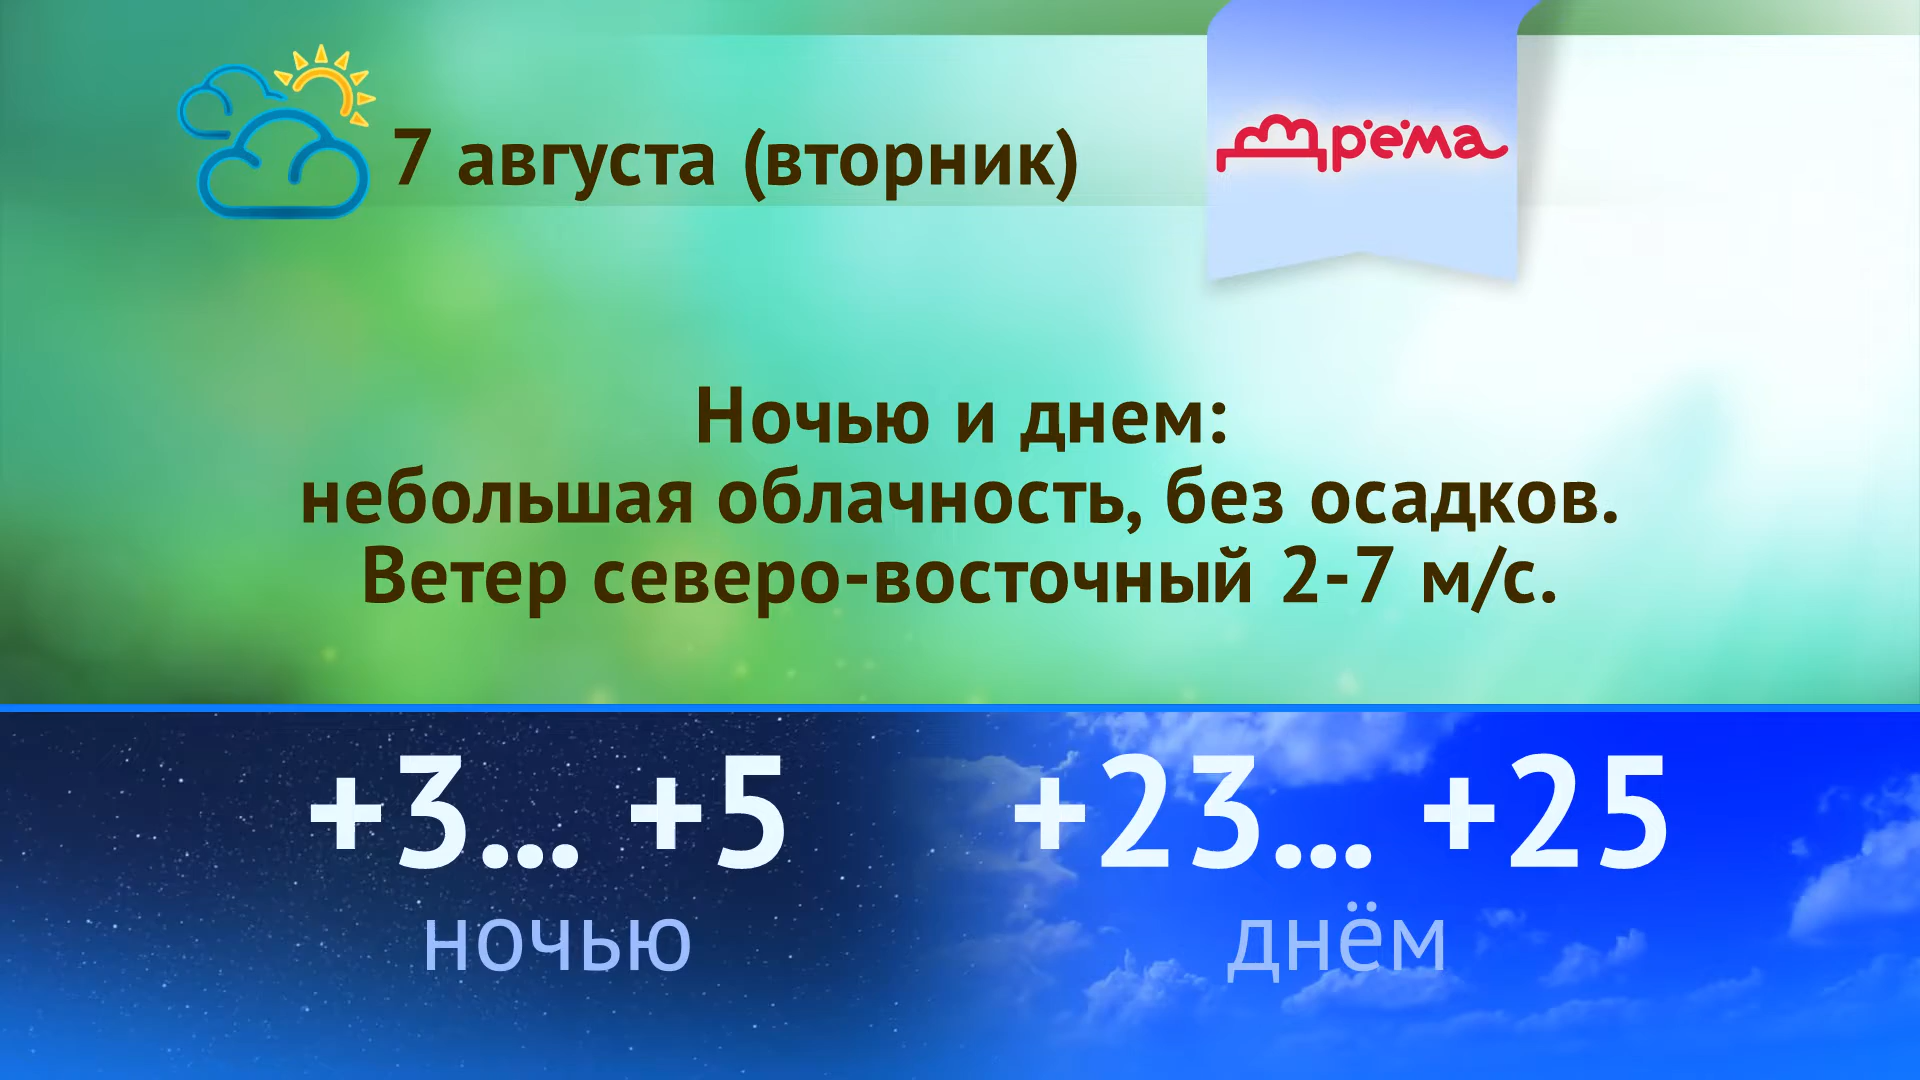 7 августа (вторник)
Дрёма
Ночью и днем:
небольшая облачность, без осадков.
Ветер северо-восточный 2-7 м/с.
+3... +5
+23... +25
ночью
днём